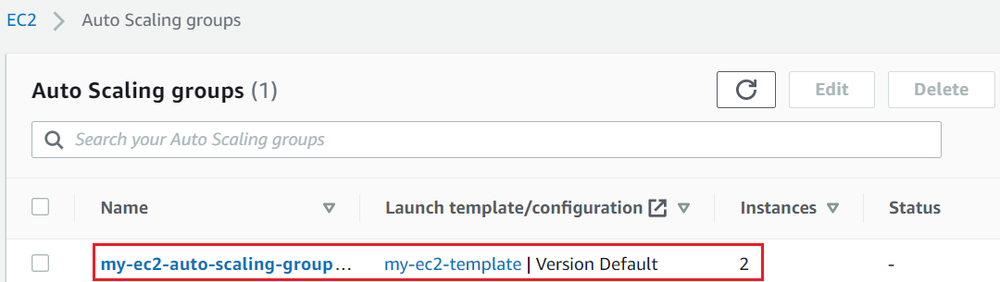 EC2 > Auto Scaling groups
Auto Scaling groups (1)
Edit
Delete
Search your Auto Scaling groups
Name Launch template/configuration Instances Status
my-ec2-auto-scaling-group... my-ec2-template | Version Default 2 -